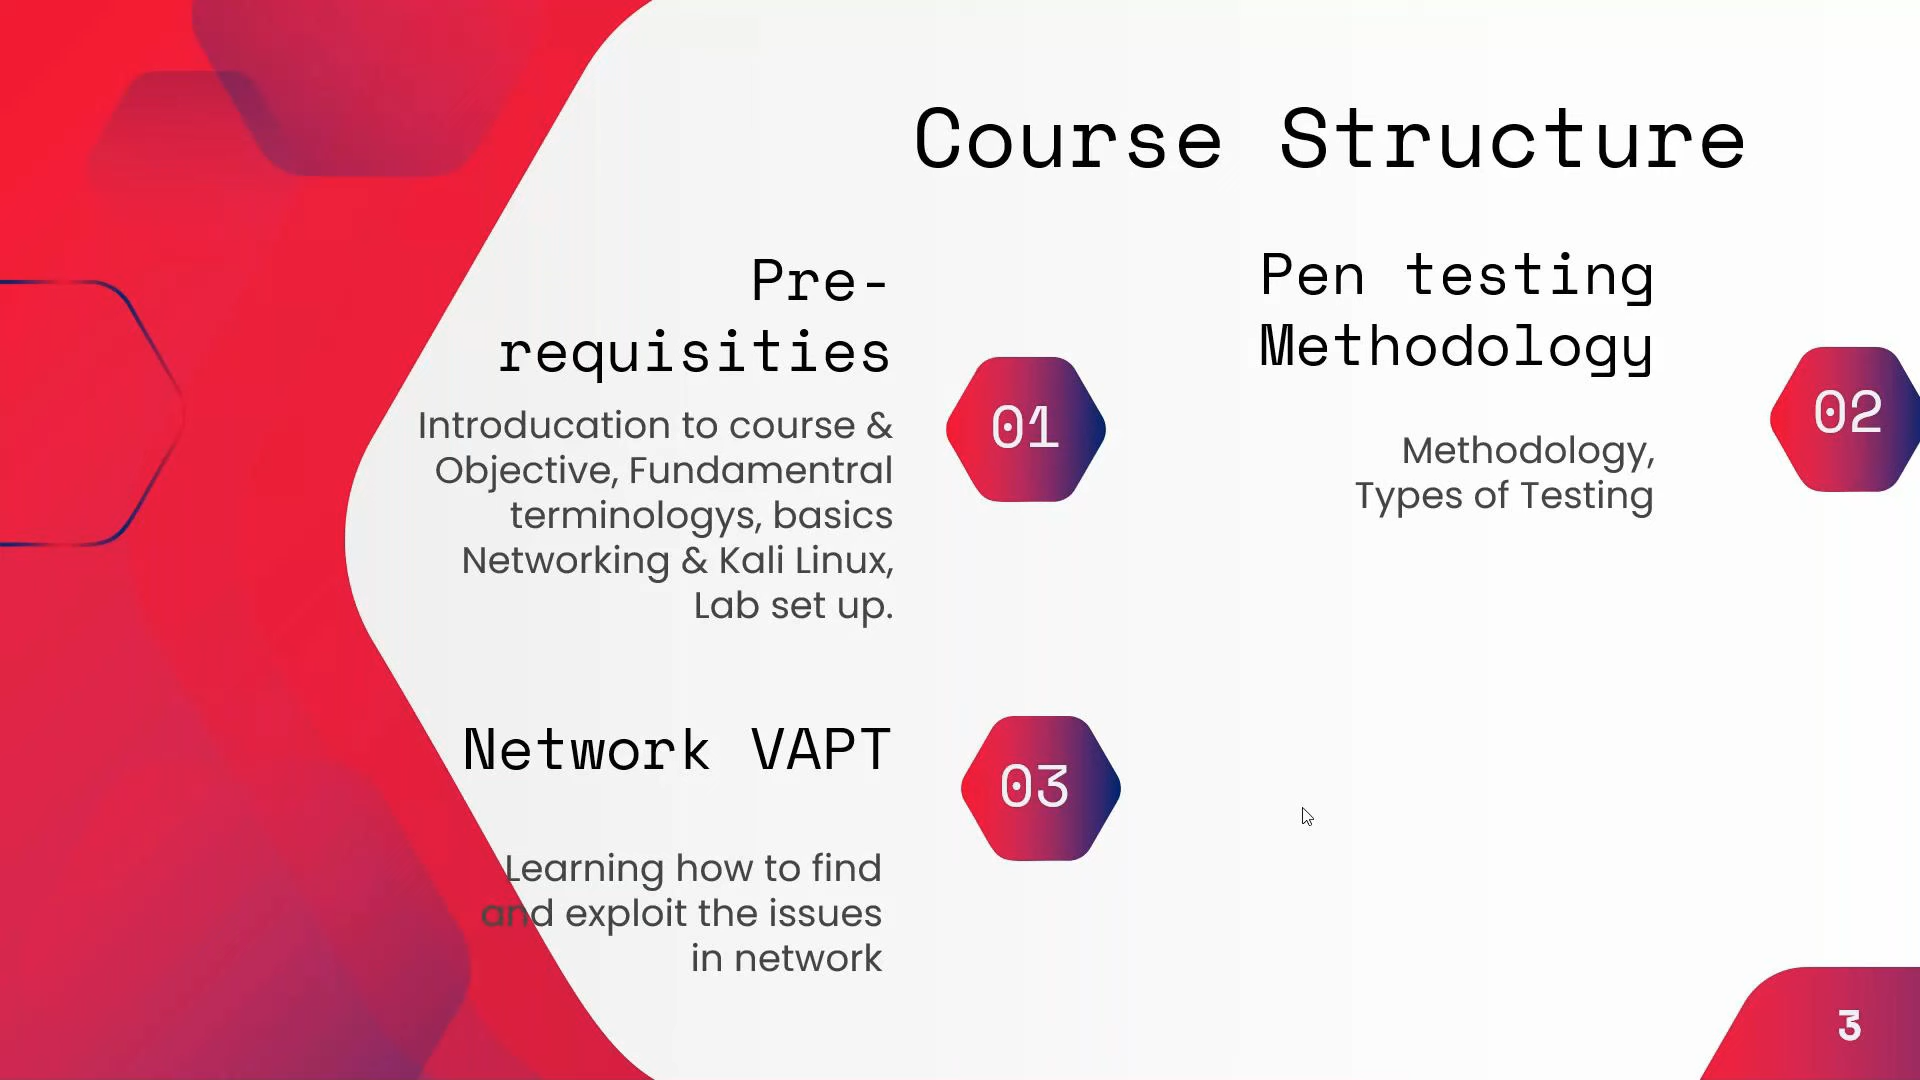 Course Structure
Pre-
requisities
Introducation to course &
Objective, Fundamentral
terminologys, basics
Networking & Kali Linux,
Lab set up.
01
Pen testing
Methodology
Methodology,
Types of Testing
02
Network VAPT
Learning how to find
and exploit the issues
in network
03
3